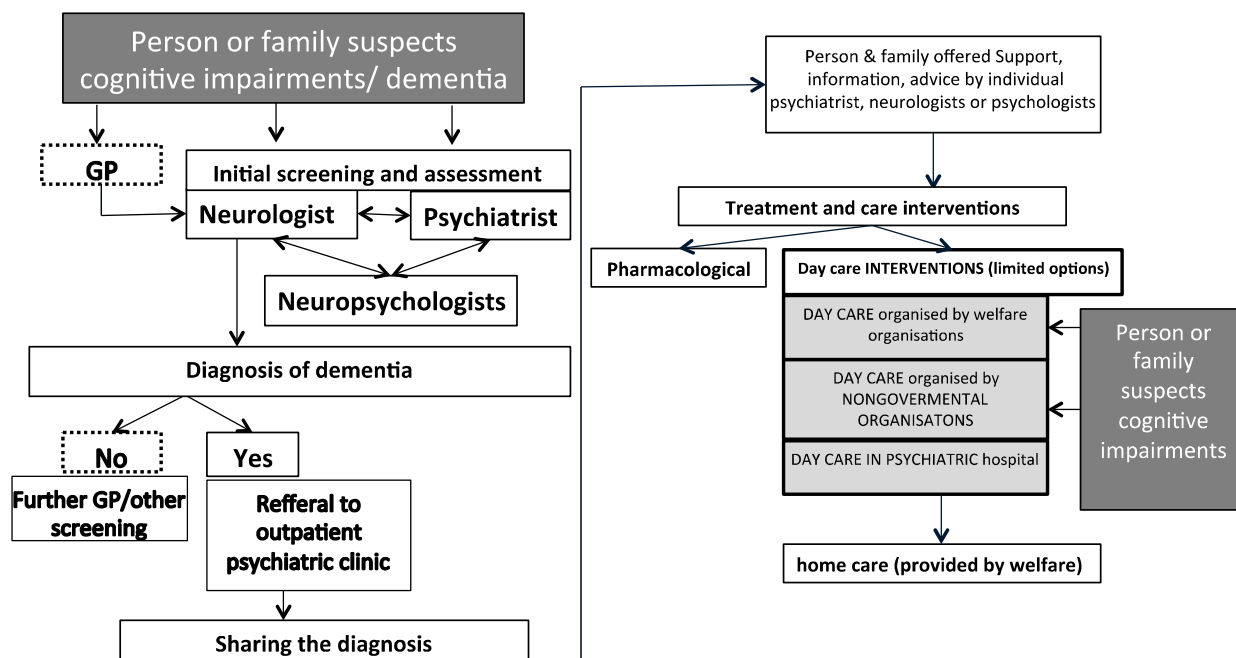 Person or family suspects
cognitive impairments/ dementia
GP
Initial screening and assessment
Neurologist
Psychiatrist
Neuropsychologists
Diagnosis of dementia
No
Yes
Further GP/other
screening
Refferal to
outpatient
psychiatric clinic
Sharing the diagnosis
Person & family offered Support,
information, advice by individual
psychiatrist, neurologists or psychologists
Treatment and care interventions
Pharmacological
Day care INTERVENTIONS (limited options)
DAY CARE organised by welfare
organisations
DAY CARE organised by
NONGOVERMENTAL
ORGANISATONS
DAY CARE IN PSYCHIATRIC hospital
Person or
family
suspects
cognitive
impairments
home care (provided by welfare)